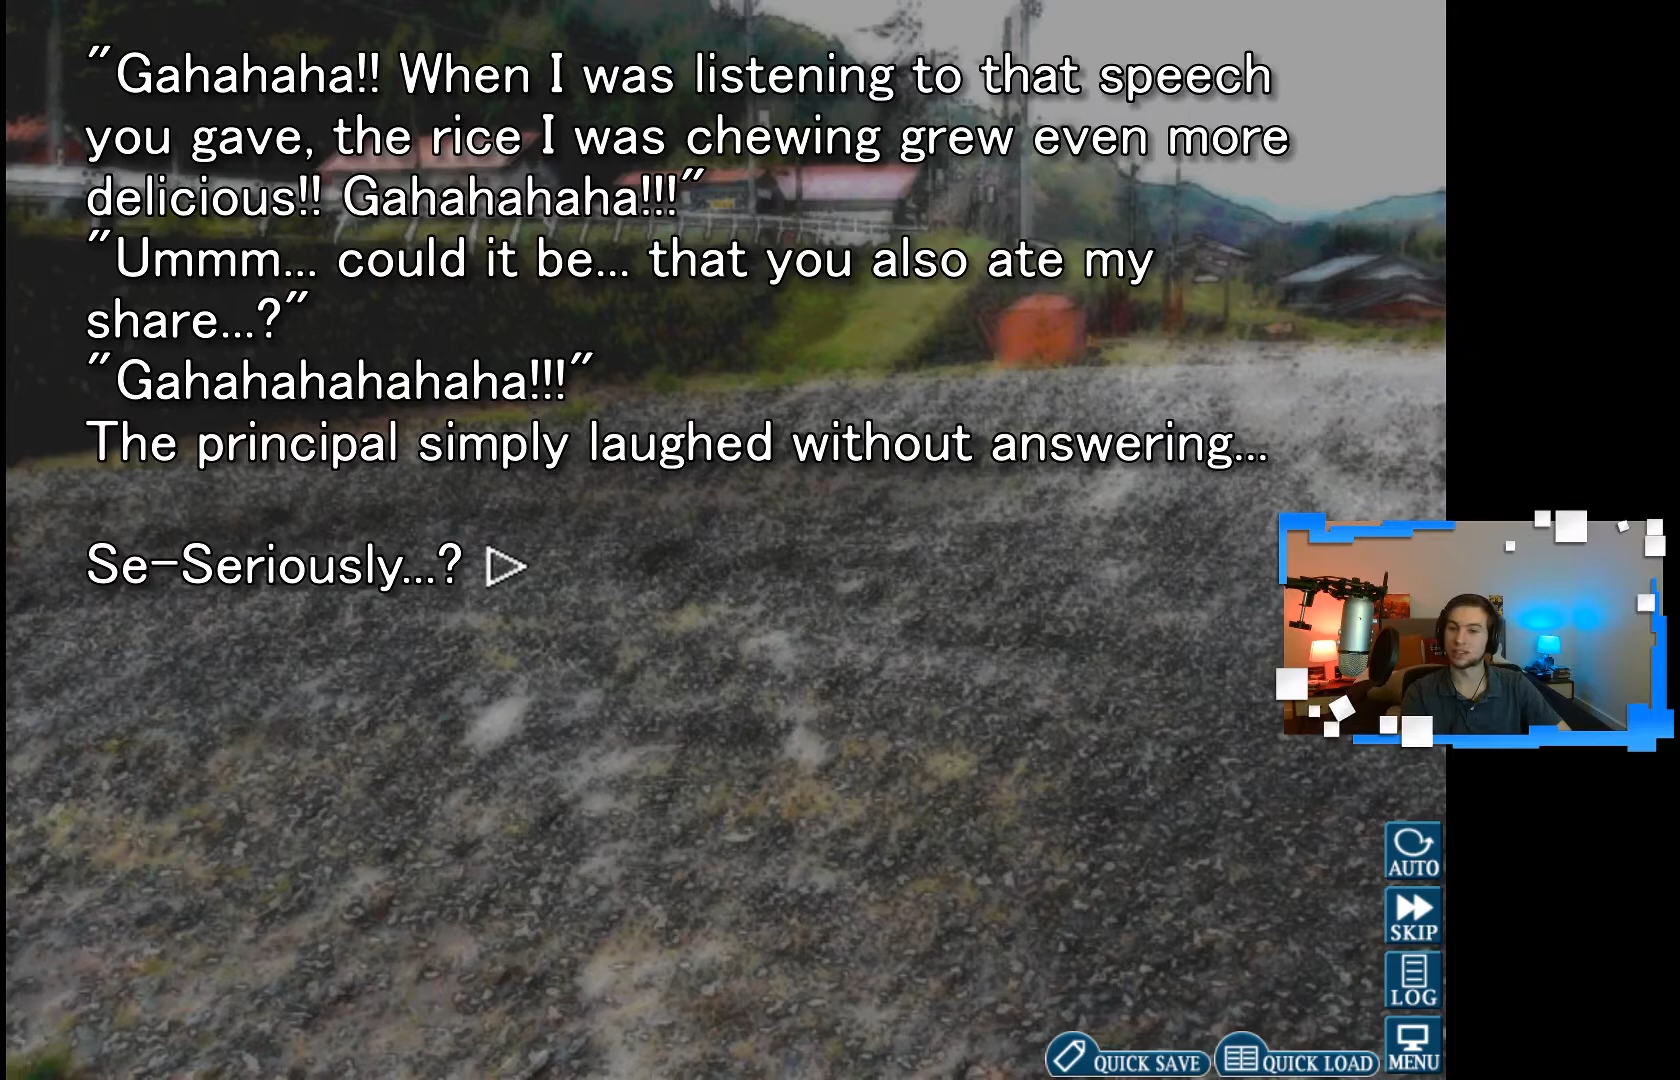 "Gahahaha!! When I was listening to that speech
you gave, the rice I was chewing grew even more
delicious!! Gahahahaha!!!"
"Ummm... could it be... that you also ate my
share...?"
"Gahahahahahaha!!!"
The principal simply laughed without answering...
Se-Seriously...?
AUTO
SKIP
LOG
MENU
QUICK SAVE
QUICK LOAD